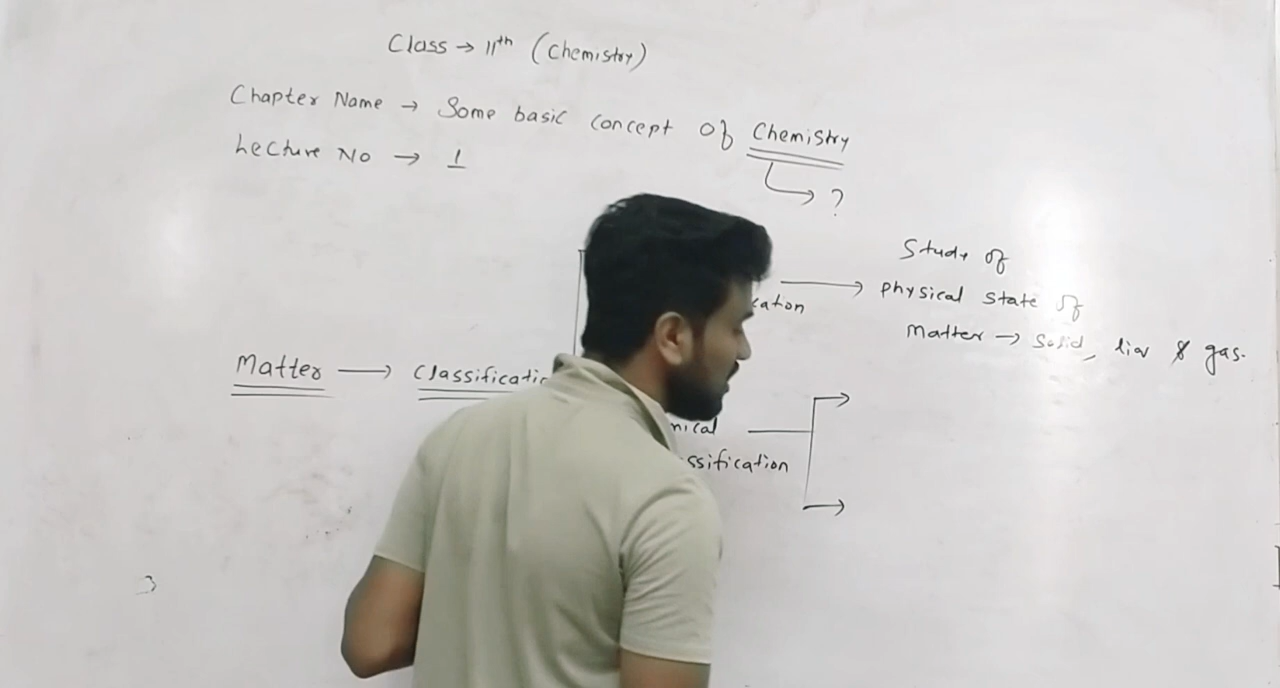 Class → 11th (Chemistry)
Chapter Name → Some basic concept Of Chemistry
Lecture No → 1
→ ?
Study of
→ physical state of
cation
Matter → Solid, liq & gas.
Matter → Classificatio
nical
ssification
3